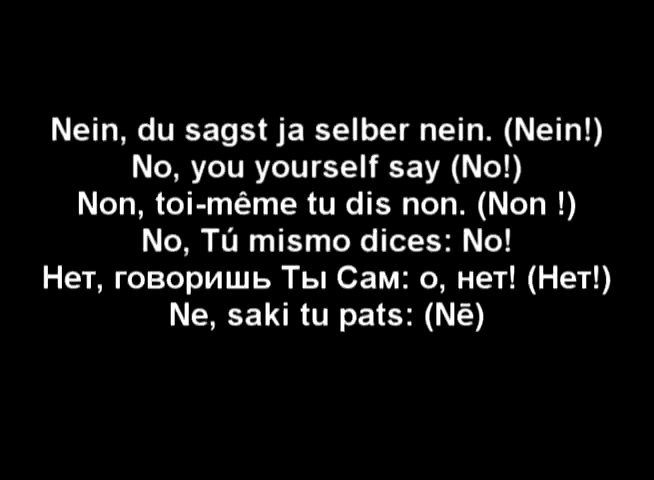 Nein, du sagst ja selber nein. (Nein!)
No, you yourself say (No!)
Non, toi-même tu dis non. (Non !)
No, Tú mismo dices: No!
Нет, говоришь Ты Сам: о, нет! (Нет!)
Ne, saki tu pats: (Nē)